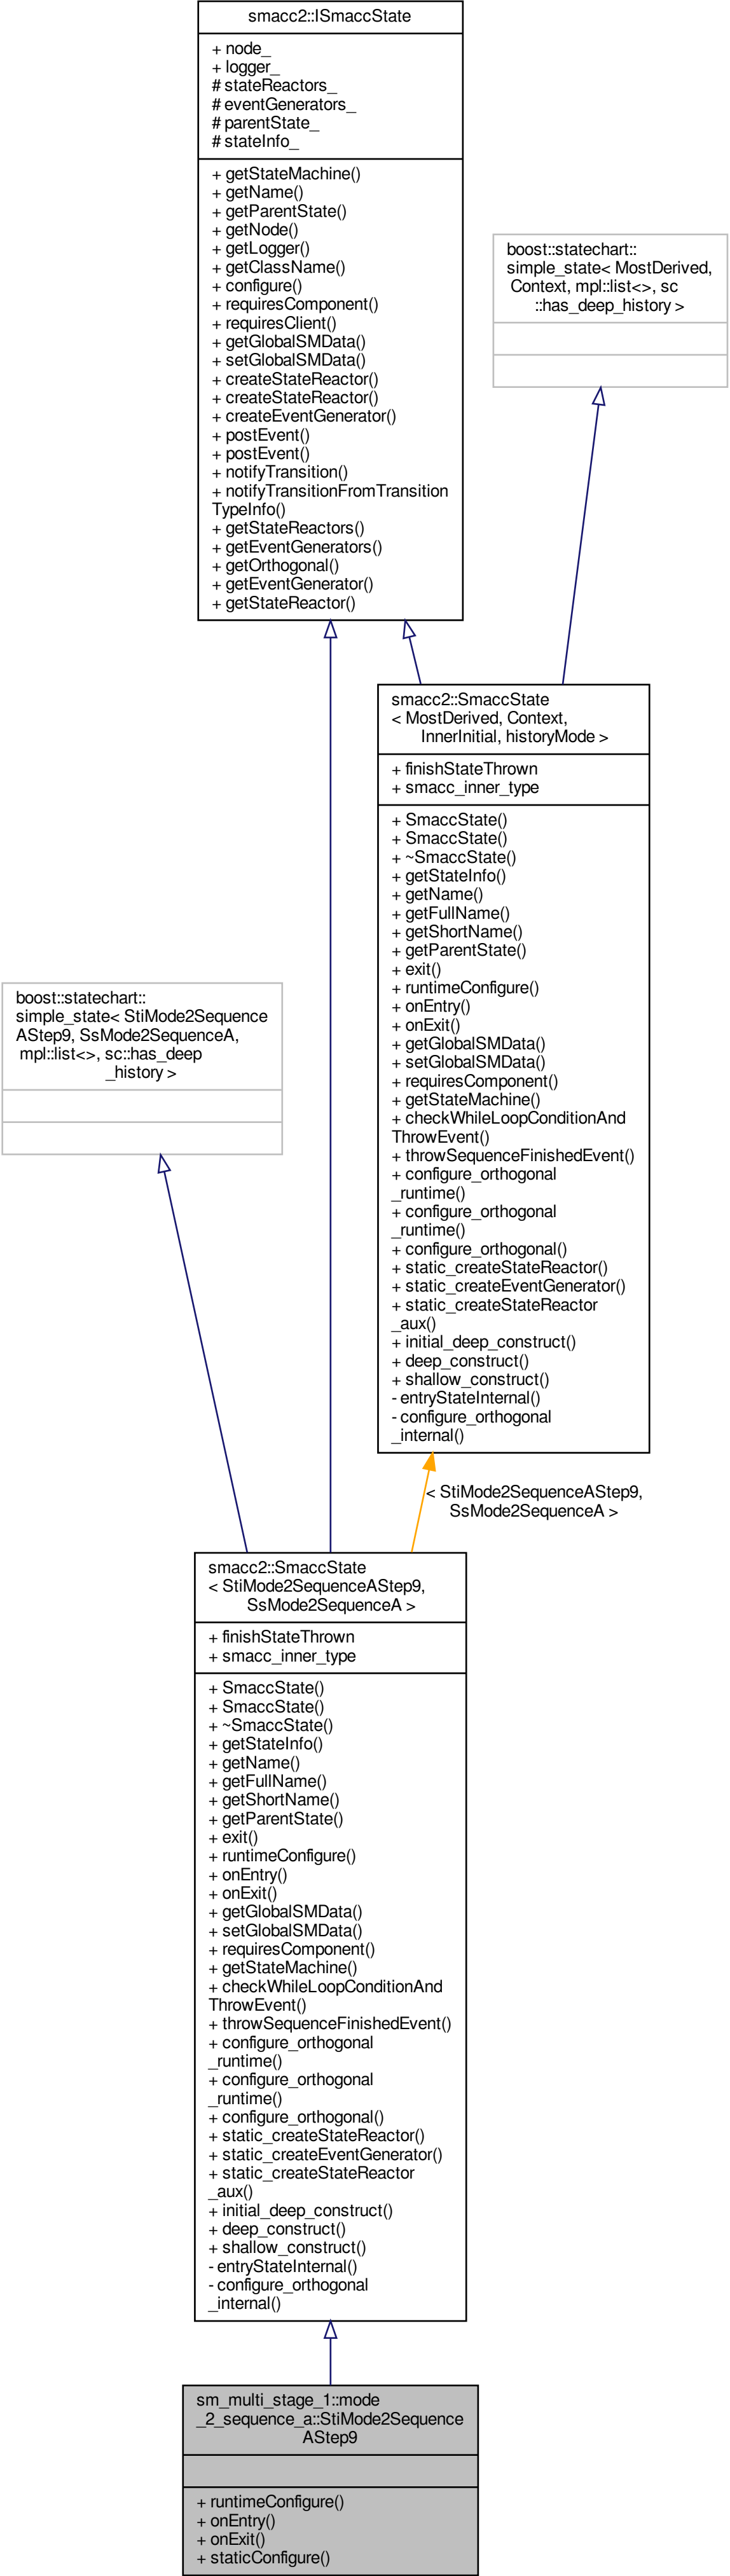 smacc2::ISmaccState
+ node_
+ logger_
# stateReactors_
# eventGenerators_
# parentState_
# stateInfo_
+ getStateMachine()
+ getName()
+ getParentState()
+ getNode()
+ getLogger()
+ getClassName()
+ configure()
+ requiresComponent()
+ requiresClient()
+ getGlobalSMData()
+ setGlobalSMData()
+ createStateReactor()
+ createStateReactor()
+ createEventGenerator()
+ postEvent()
+ postEvent()
+ notifyTransition()
+ notifyTransitionFromTransition
TypeInfo()
+ getStateReactors()
+ getEventGenerators()
+ getOrthogonal()
+ getEventGenerator()
+ getStateReactor()
boost::statechart::
simple_state< MostDerived,
Context, mpl::list<>, sc
::has_deep_history >
smacc2::SmaccState
< MostDerived, Context,
InnerInitial, historyMode >
+ finishStateThrown
+ smacc_inner_type
+ SmaccState()
+ SmaccState()
+ ~SmaccState()
+ getStateInfo()
+ getName()
+ getFullName()
+ getShortName()
+ getParentState()
+ exit()
+ runtimeConfigure()
+ onEntry()
+ onExit()
+ getGlobalSMData()
+ setGlobalSMData()
+ requiresComponent()
+ getStateMachine()
+ checkWhileLoopConditionAnd
ThrowEvent()
+ throwSequenceFinishedEvent()
+ configure_orthogonal
_runtime()
+ configure_orthogonal
_runtime()
+ configure_orthogonal()
+ static_createStateReactor()
+ static_createEventGenerator()
+ static_createStateReactor
_aux()
+ initial_deep_construct()
+ deep_construct()
+ shallow_construct()
- entryStateInternal()
- configure_orthogonal
_internal()
boost::statechart::
simple_state< StiMode2Sequence
AStep9, SsMode2SequenceA,
mpl::list<>, sc::has_deep
_history >
< StiMode2SequenceAStep9,
SsMode2SequenceA >
smacc2::SmaccState
< StiMode2SequenceAStep9,
SsMode2SequenceA >
+ finishStateThrown
+ smacc_inner_type
+ SmaccState()
+ SmaccState()
+ ~SmaccState()
+ getStateInfo()
+ getName()
+ getFullName()
+ getShortName()
+ getParentState()
+ exit()
+ runtimeConfigure()
+ onEntry()
+ onExit()
+ getGlobalSMData()
+ setGlobalSMData()
+ requiresComponent()
+ getStateMachine()
+ checkWhileLoopConditionAnd
ThrowEvent()
+ throwSequenceFinishedEvent()
+ configure_orthogonal
_runtime()
+ configure_orthogonal
_runtime()
+ configure_orthogonal()
+ static_createStateReactor()
+ static_createEventGenerator()
+ static_createStateReactor
_aux()
+ initial_deep_construct()
+ deep_construct()
+ shallow_construct()
- entryStateInternal()
- configure_orthogonal
_internal()
sm_multi_stage_1::mode
_2_sequence_a::StiMode2Sequence
AStep9
+ runtimeConfigure()
+ onEntry()
+ onExit()
+ staticConfigure()